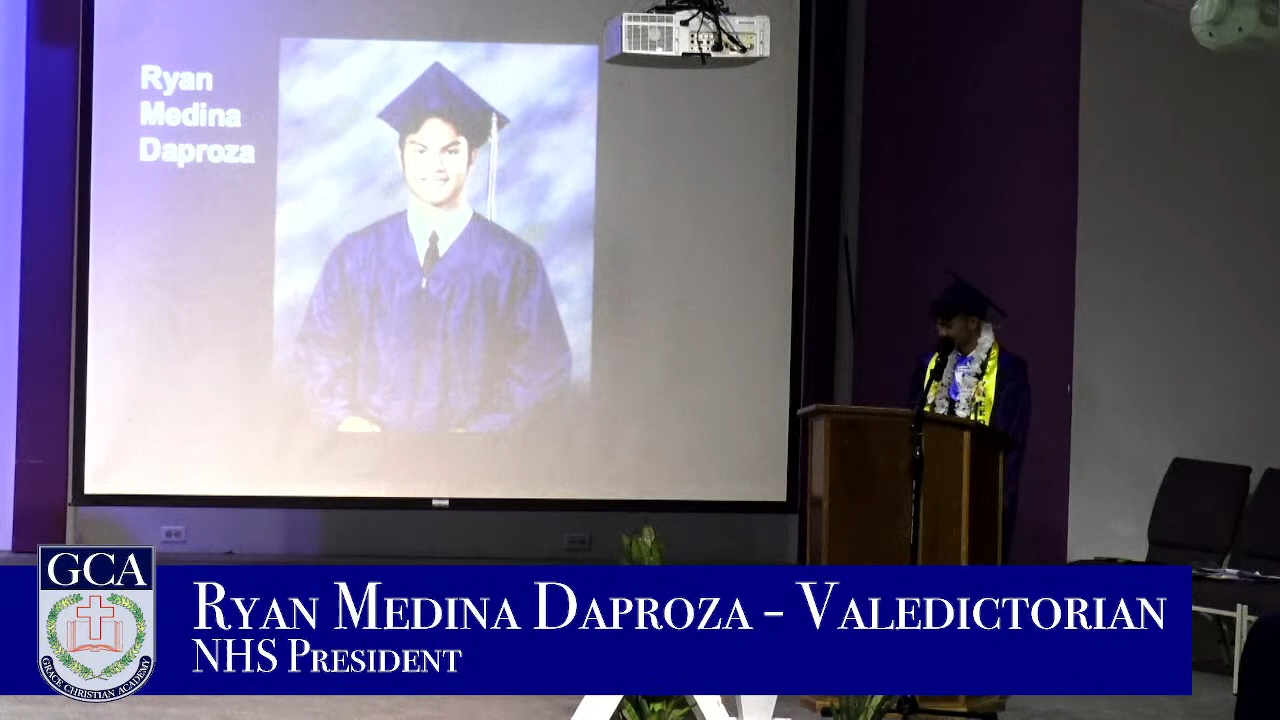 Ryan
Medina
Daproza
GCA
GRACE CHRISTIAN ACADEMY
Ryan Medina Daproza – Valedictorian
NHS President